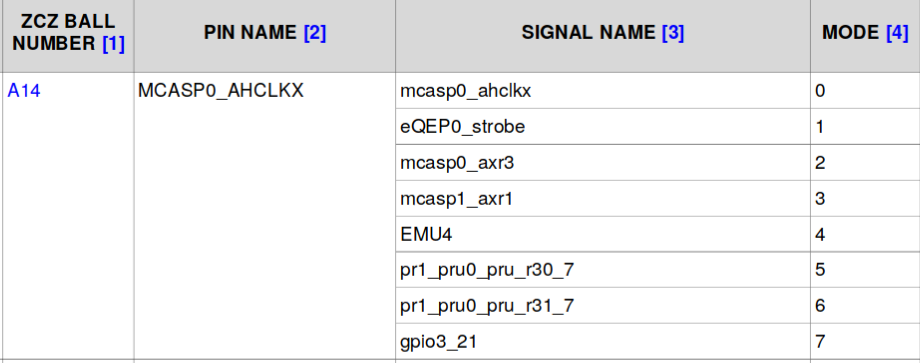 ZCZ BALL NUMBER [1] PIN NAME [2] SIGNAL NAME [3] MODE [4]
A14 MCASP0_AHCLKX mcasp0_ahclkx 0
eQEP0_strobe 1
mcasp0_axr3 2
mcasp1_axr1 3
EMU4 4
pr1_pru0_pru_r30_7 5
pr1_pru0_pru_r31_7 6
gpio3_21 7